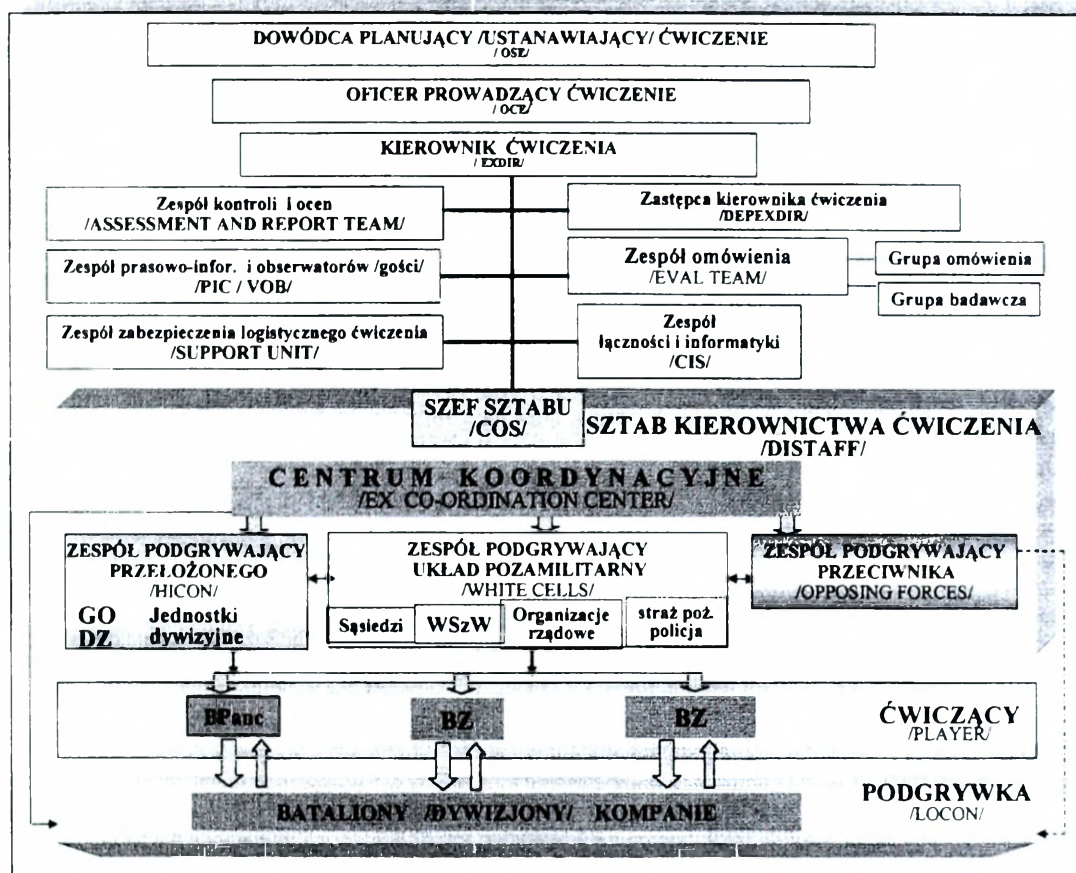 DOWÓDCA PLANUJĄCY /USTANAWIAJĄCY/ ĆWICZENIE
/ OSE/
OFICER PROWADZĄCY ĆWICZENIE
/ OCE/
KIEROWNIK ĆWICZENIA
/ EXDIR/
Zespół kontroli i ocen
/ASSESSMENT AND REPORT TEAM/
Zastępca kierownika ćwiczenia
/DEPEXDIR/
Zespół prasowo-infor. i obserwatorów /gości/
/PIC / VOB/
Zespół omówienia
/EVAL TEAM/
Grupa omówienia
Grupa badawcza
Zespół zabezpieczenia logistycznego ćwiczenia
/SUPPORT UNIT/
Zespół
łączności i informatyki
/CIS/
SZEF SZTABU
/COS/
SZTAB KIEROWNICTWA ĆWICZENIA
/DISTAFF/
CENTRUM KOORDYNACYJNE
/EX CO-ORDINATION CENTER/
ZESPÓŁ PODGRYWAJĄCY
PRZEŁOŻONEGO
/HICON/
GO Jednostki
DZ dywizyjne
ZESPÓŁ PODGRYWAJĄCY
UKŁAD POZAMILITARNY
/WHITE CELLS/
Sąsiedzi
WSzW
Organizacje
rządowe
straż poż.
policja
ZESPÓŁ PODGRYWAJĄCY
PRZECIWNIKA
/OPPOSING FORCES/
BPanc
BZ
BZ
ĆWICZĄCY
/PLAYER/
PODGRYWKA
/LOCON/
BATALIONY /DYWIZJONY/ KOMPANIE